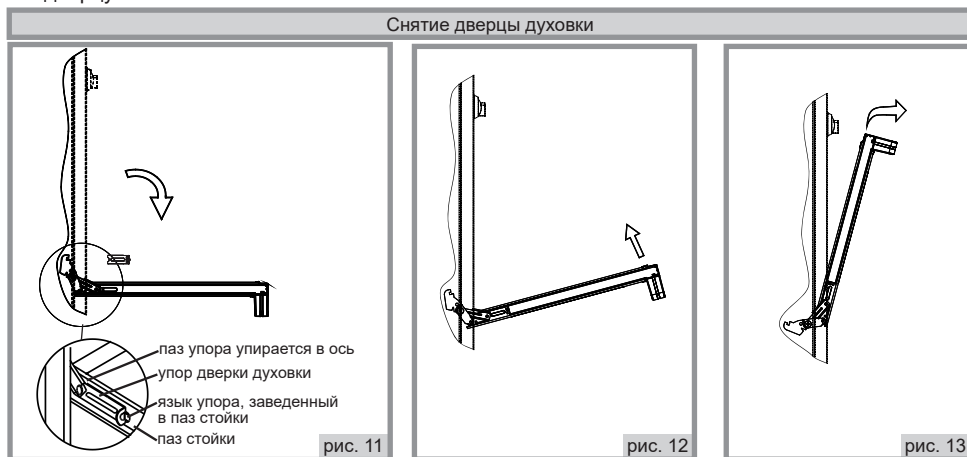 Снятие дверцы духовки
паз упора упирается в ось
упор дверки духовки
язык упора, заведенный
в паз стойки
паз стойки
рис. 11
рис. 12
рис. 13